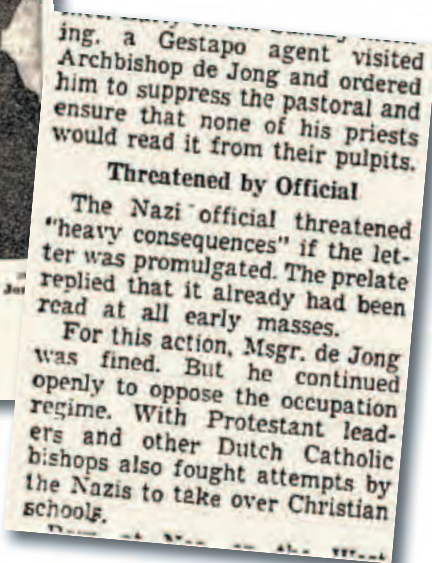 ing. a Gestapo agent visited
Archbishop de Jong and ordered
him to suppress the pastoral and
ensure that none of his priests
would read it from their pulpits.
Threatened by Official
The Nazi official threatened
"heavy consequences" if the let-
ter was promulgated. The prelate
replied that it already had been
read at all early masses.
For this action, Msgr. de Jong
was fined. But he continued
openly to oppose the occupation
regime. With Protestant lead-
ers and other Dutch Catholic
bishops also fought attempts by
the Nazis to take over Christian
schools.